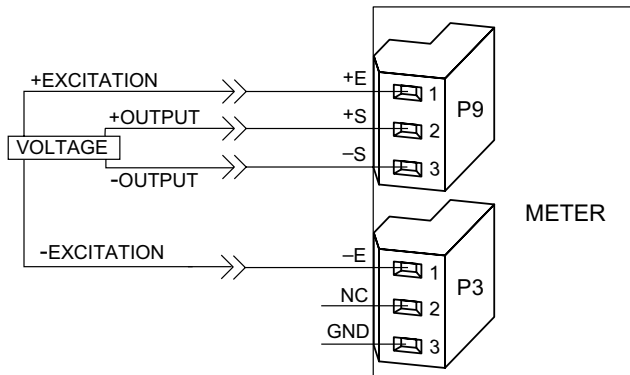 +EXCITATION
+E
1
P9
+OUTPUT
+S
2
VOLTAGE
–S
3
-OUTPUT
METER
-EXCITATION
–E
1
P3
NC
2
GND
3